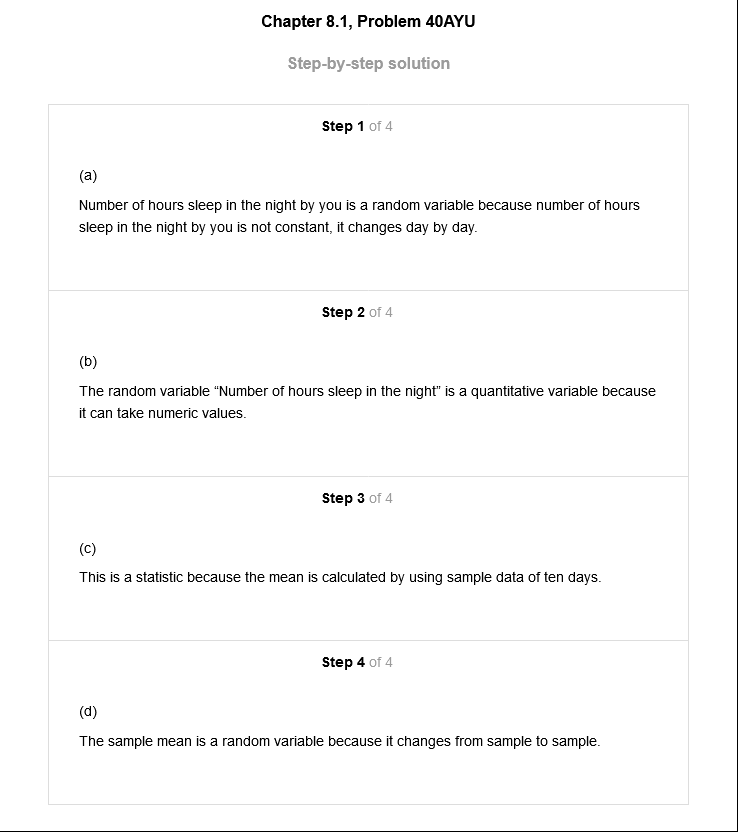 Chapter 8.1, Problem 40AYU
Step-by-step solution
Step 1 of 4
(a)
Number of hours sleep in the night by you is a random variable because number of hours
sleep in the night by you is not constant, it changes day by day.
Step 2 of 4
(b)
The random variable “Number of hours sleep in the night” is a quantitative variable because
it can take numeric values.
Step 3 of 4
(c)
This is a statistic because the mean is calculated by using sample data of ten days.
Step 4 of 4
(d)
The sample mean is a random variable because it changes from sample to sample.